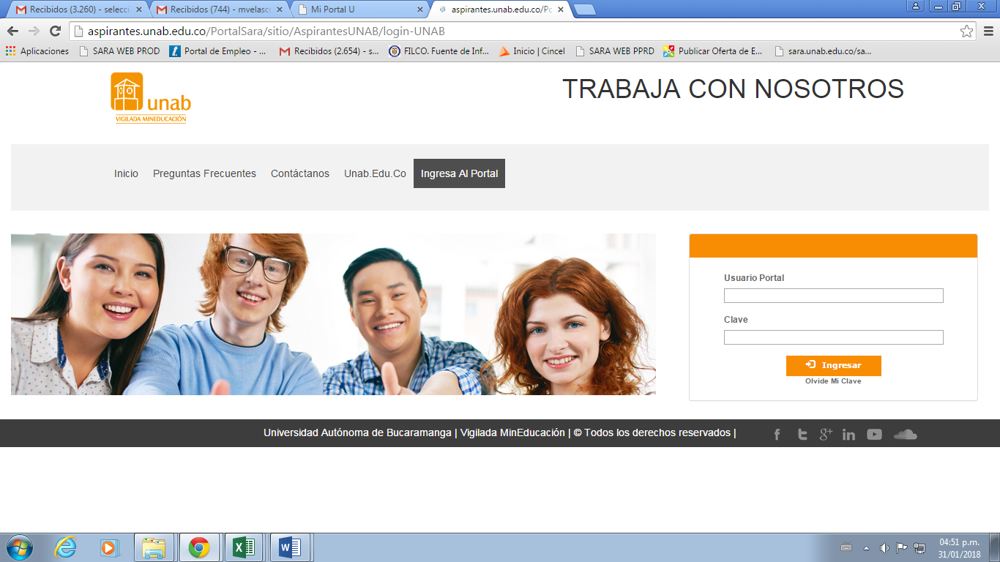 Recibidos (3.260) - selecci
Recibidos (744) - mvelasc
Mi Portal U
aspirantes.unab.edu.co/Po
aspirantes.unab.edu.co/PortalSara/sitio/AspirantesUNAB/login-UNAB
Aplicaciones
SARA WEB PROD
Portal de Empleo - ...
Recibidos (2.654) - s...
FILCO. Fuente de Inf...
Inicio | Cincel
SARA WEB PPRD
Publicar Oferta de E...
sara.unab.edu.co/sa...
unab
VIGILADA MINEDUCACIÓN
TRABAJA CON NOSOTROS
Inicio
Preguntas Frecuentes
Contáctanos
Unab.Edu.Co
Ingresa Al Portal
Usuario Portal
Clave
Ingresar
Olvide Mi Clave
Universidad Autónoma de Bucaramanga | Vigilada MinEducación | © Todos los derechos reservados |
04:51 p.m.
31/01/2018